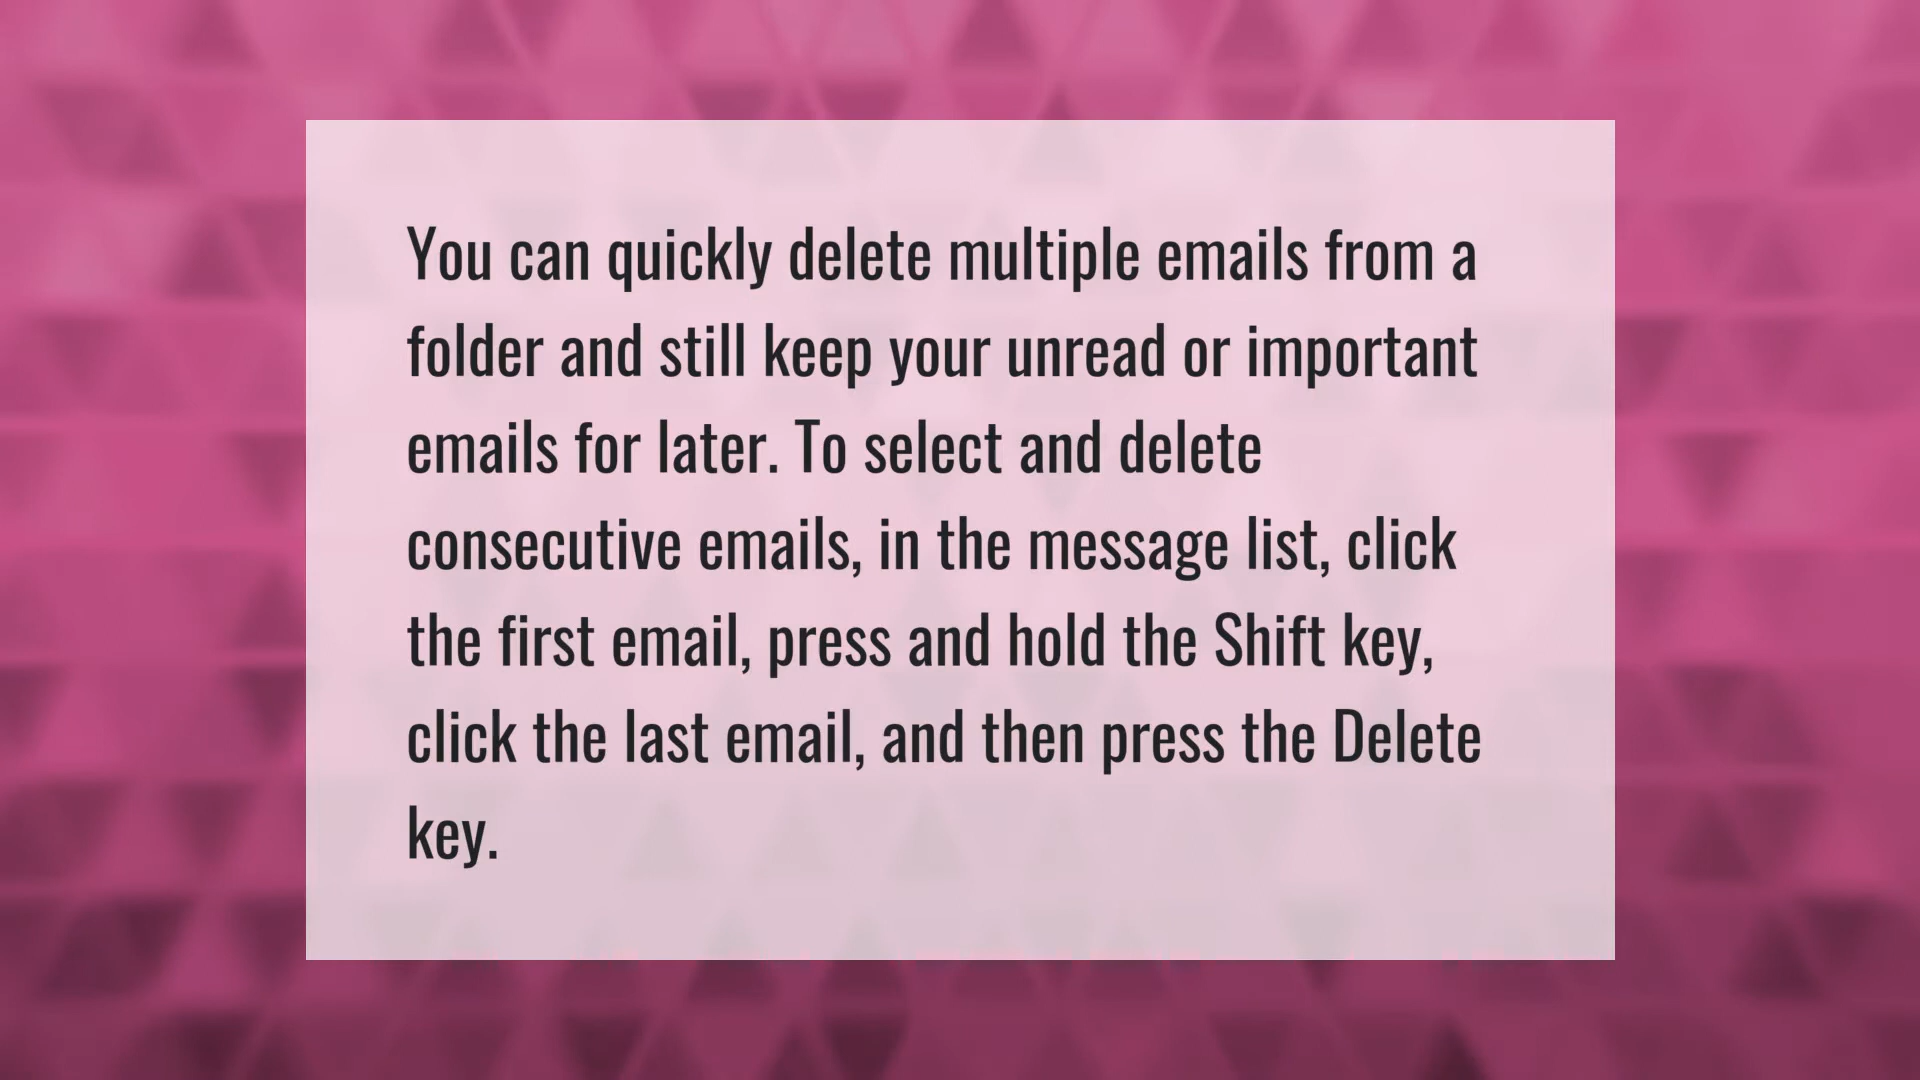 You can quickly delete multiple emails from a
folder and still keep your unread or important
emails for later. To select and delete
consecutive emails, in the message list, click
the first email, press and hold the Shift key,
click the last email, and then press the Delete
key.